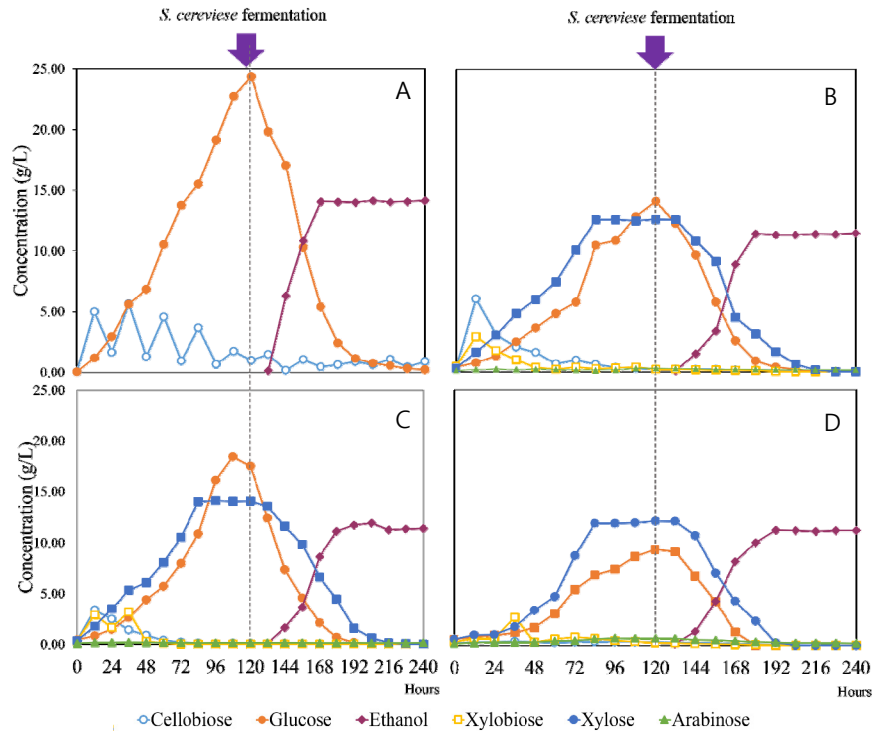 S. cereviese fermentation
S. cereviese fermentation
25.00
20.00
15.00
10.00
5.00
0.00
Concentration (g/L)
A
B
25.00
20.00
15.00
10.00
5.00
0.00
Concentration (g/L)
C
D
0 24 48 72 96 120 144 168 192 216 240
Hours
0 24 48 72 96 120 144 168 192 216 240
Hours
Cellobiose Glucose Ethanol Xylobiose Xylose Arabinose